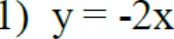 1) y = -2x